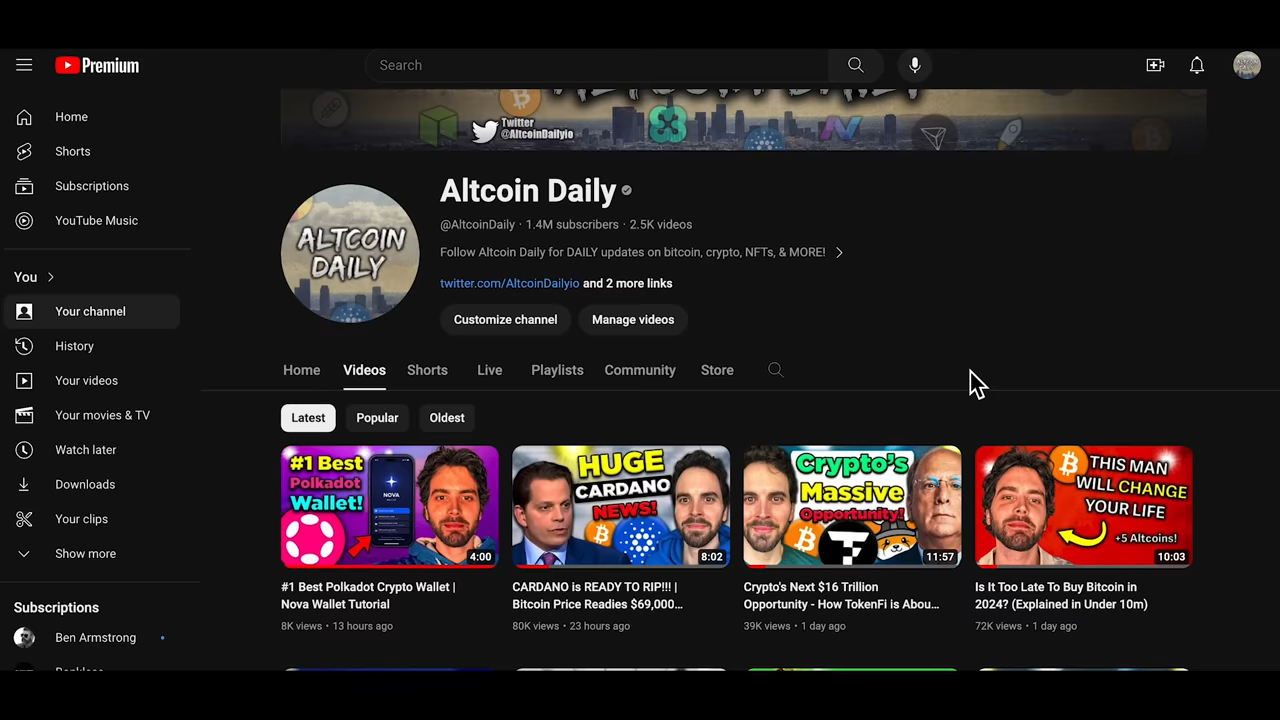 Premium
Search
Home
Shorts
Subscriptions
YouTube Music
You
Your channel
History
Your videos
Your movies & TV
Watch later
Downloads
Your clips
Show more
Subscriptions
Ben Armstrong
ALTCOIN DAILY
Twitter
@AltcoinDailyio
ALTCOIN
DAILY
Altcoin Daily
@AltcoinDaily · 1.4M subscribers · 2.5K videos
Follow Altcoin Daily for DAILY updates on bitcoin, crypto, NFTs, & MORE!
twitter.com/AltcoinDailyio and 2 more links
Customize channel
Manage videos
Home
Videos
Shorts
Live
Playlists
Community
Store
Latest
Popular
Oldest
#1 Best
Polkadot
Wallet!
NOVA
4:00
#1 Best Polkadot Crypto Wallet |
Nova Wallet Tutorial
8K views • 13 hours ago
HUGE
CARDANO
NEWS!
8:02
CARDANO is READY TO RIP!!! |
Bitcoin Price Readies $69,000...
80K views • 23 hours ago
Crypto's
Massive
Opportunity!
11:57
Crypto's Next $16 Trillion
Opportunity - How TokenFi is Abou...
39K views • 1 day ago
THIS MAN
WILL CHANGE
YOUR LIFE
+5 Altcoins!
10:03
Is It Too Late To Buy Bitcoin in
2024? (Explained in Under 10m)
72K views • 1 day ago